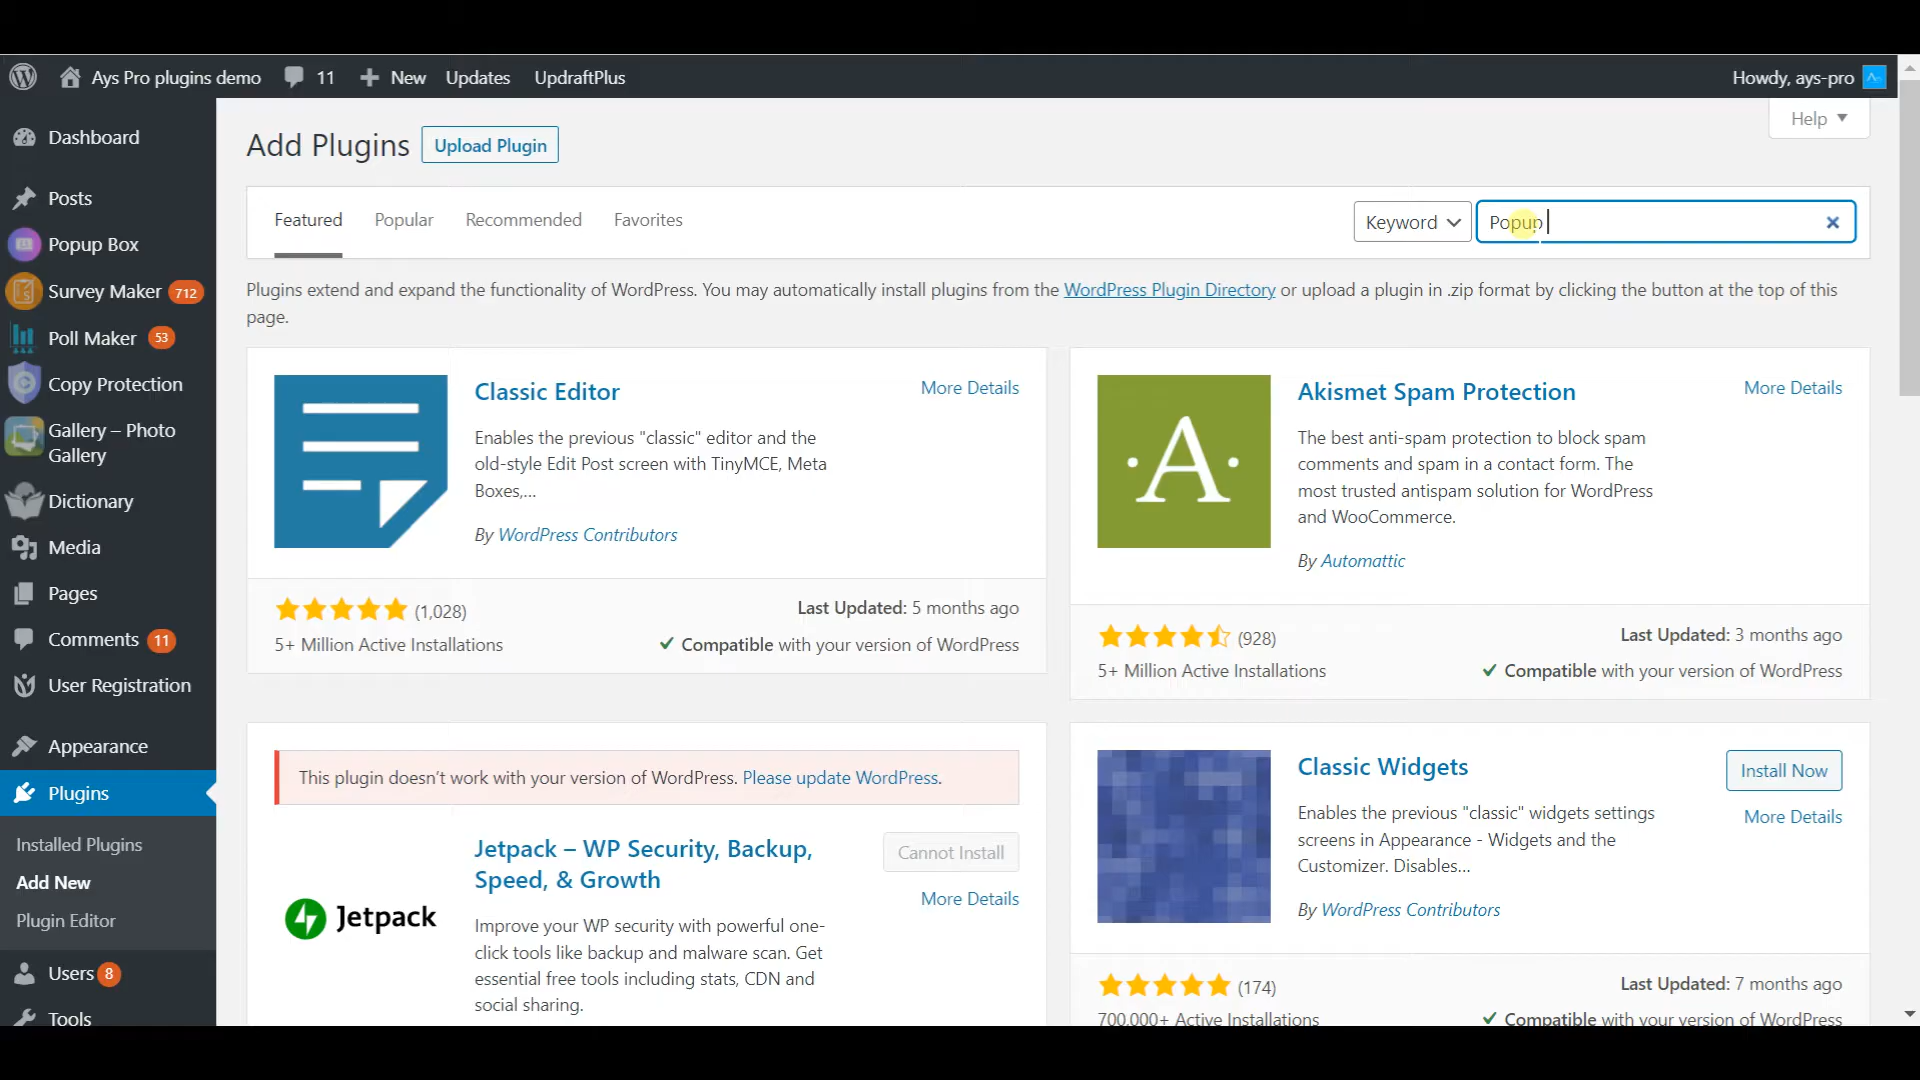 Ays Pro plugins demo 11 New Updates UpdraftPlus Howdy, ays-pro
Dashboard
Posts
Popup Box
Survey Maker 712
Poll Maker 53
Copy Protection
Gallery – Photo
Gallery
Dictionary
Media
Pages
Comments 11
User Registration
Appearance
Plugins
Installed Plugins
Add New
Plugin Editor
Users 8
Tools
Help
Add Plugins Upload Plugin
Featured Popular Recommended Favorites Keyword Popup
Plugins extend and expand the functionality of WordPress. You may automatically install plugins from the WordPress Plugin Directory or upload a plugin in .zip format by clicking the button at the top of this
page.
Classic Editor More Details
Enables the previous "classic" editor and the
old-style Edit Post screen with TinyMCE, Meta
Boxes,...
By WordPress Contributors
(1,028) Last Updated: 5 months ago
5+ Million Active Installations Compatible with your version of WordPress
A
Akismet Spam Protection More Details
The best anti-spam protection to block spam
comments and spam in a contact form. The
most trusted antispam solution for WordPress
and WooCommerce.
By Automattic
(928) Last Updated: 3 months ago
5+ Million Active Installations Compatible with your version of WordPress
This plugin doesn't work with your version of WordPress. Please update WordPress.
Jetpack
Jetpack – WP Security, Backup,
Speed, & Growth
Cannot Install
More Details
Improve your WP security with powerful one-
click tools like backup and malware scan. Get
essential free tools including stats, CDN and
social sharing.
Classic Widgets Install Now
More Details
Enables the previous "classic" widgets settings
screens in Appearance - Widgets and the
Customizer. Disables...
By WordPress Contributors
(174) Last Updated: 7 months ago
700,000+ Active Installations Compatible with your version of WordPress